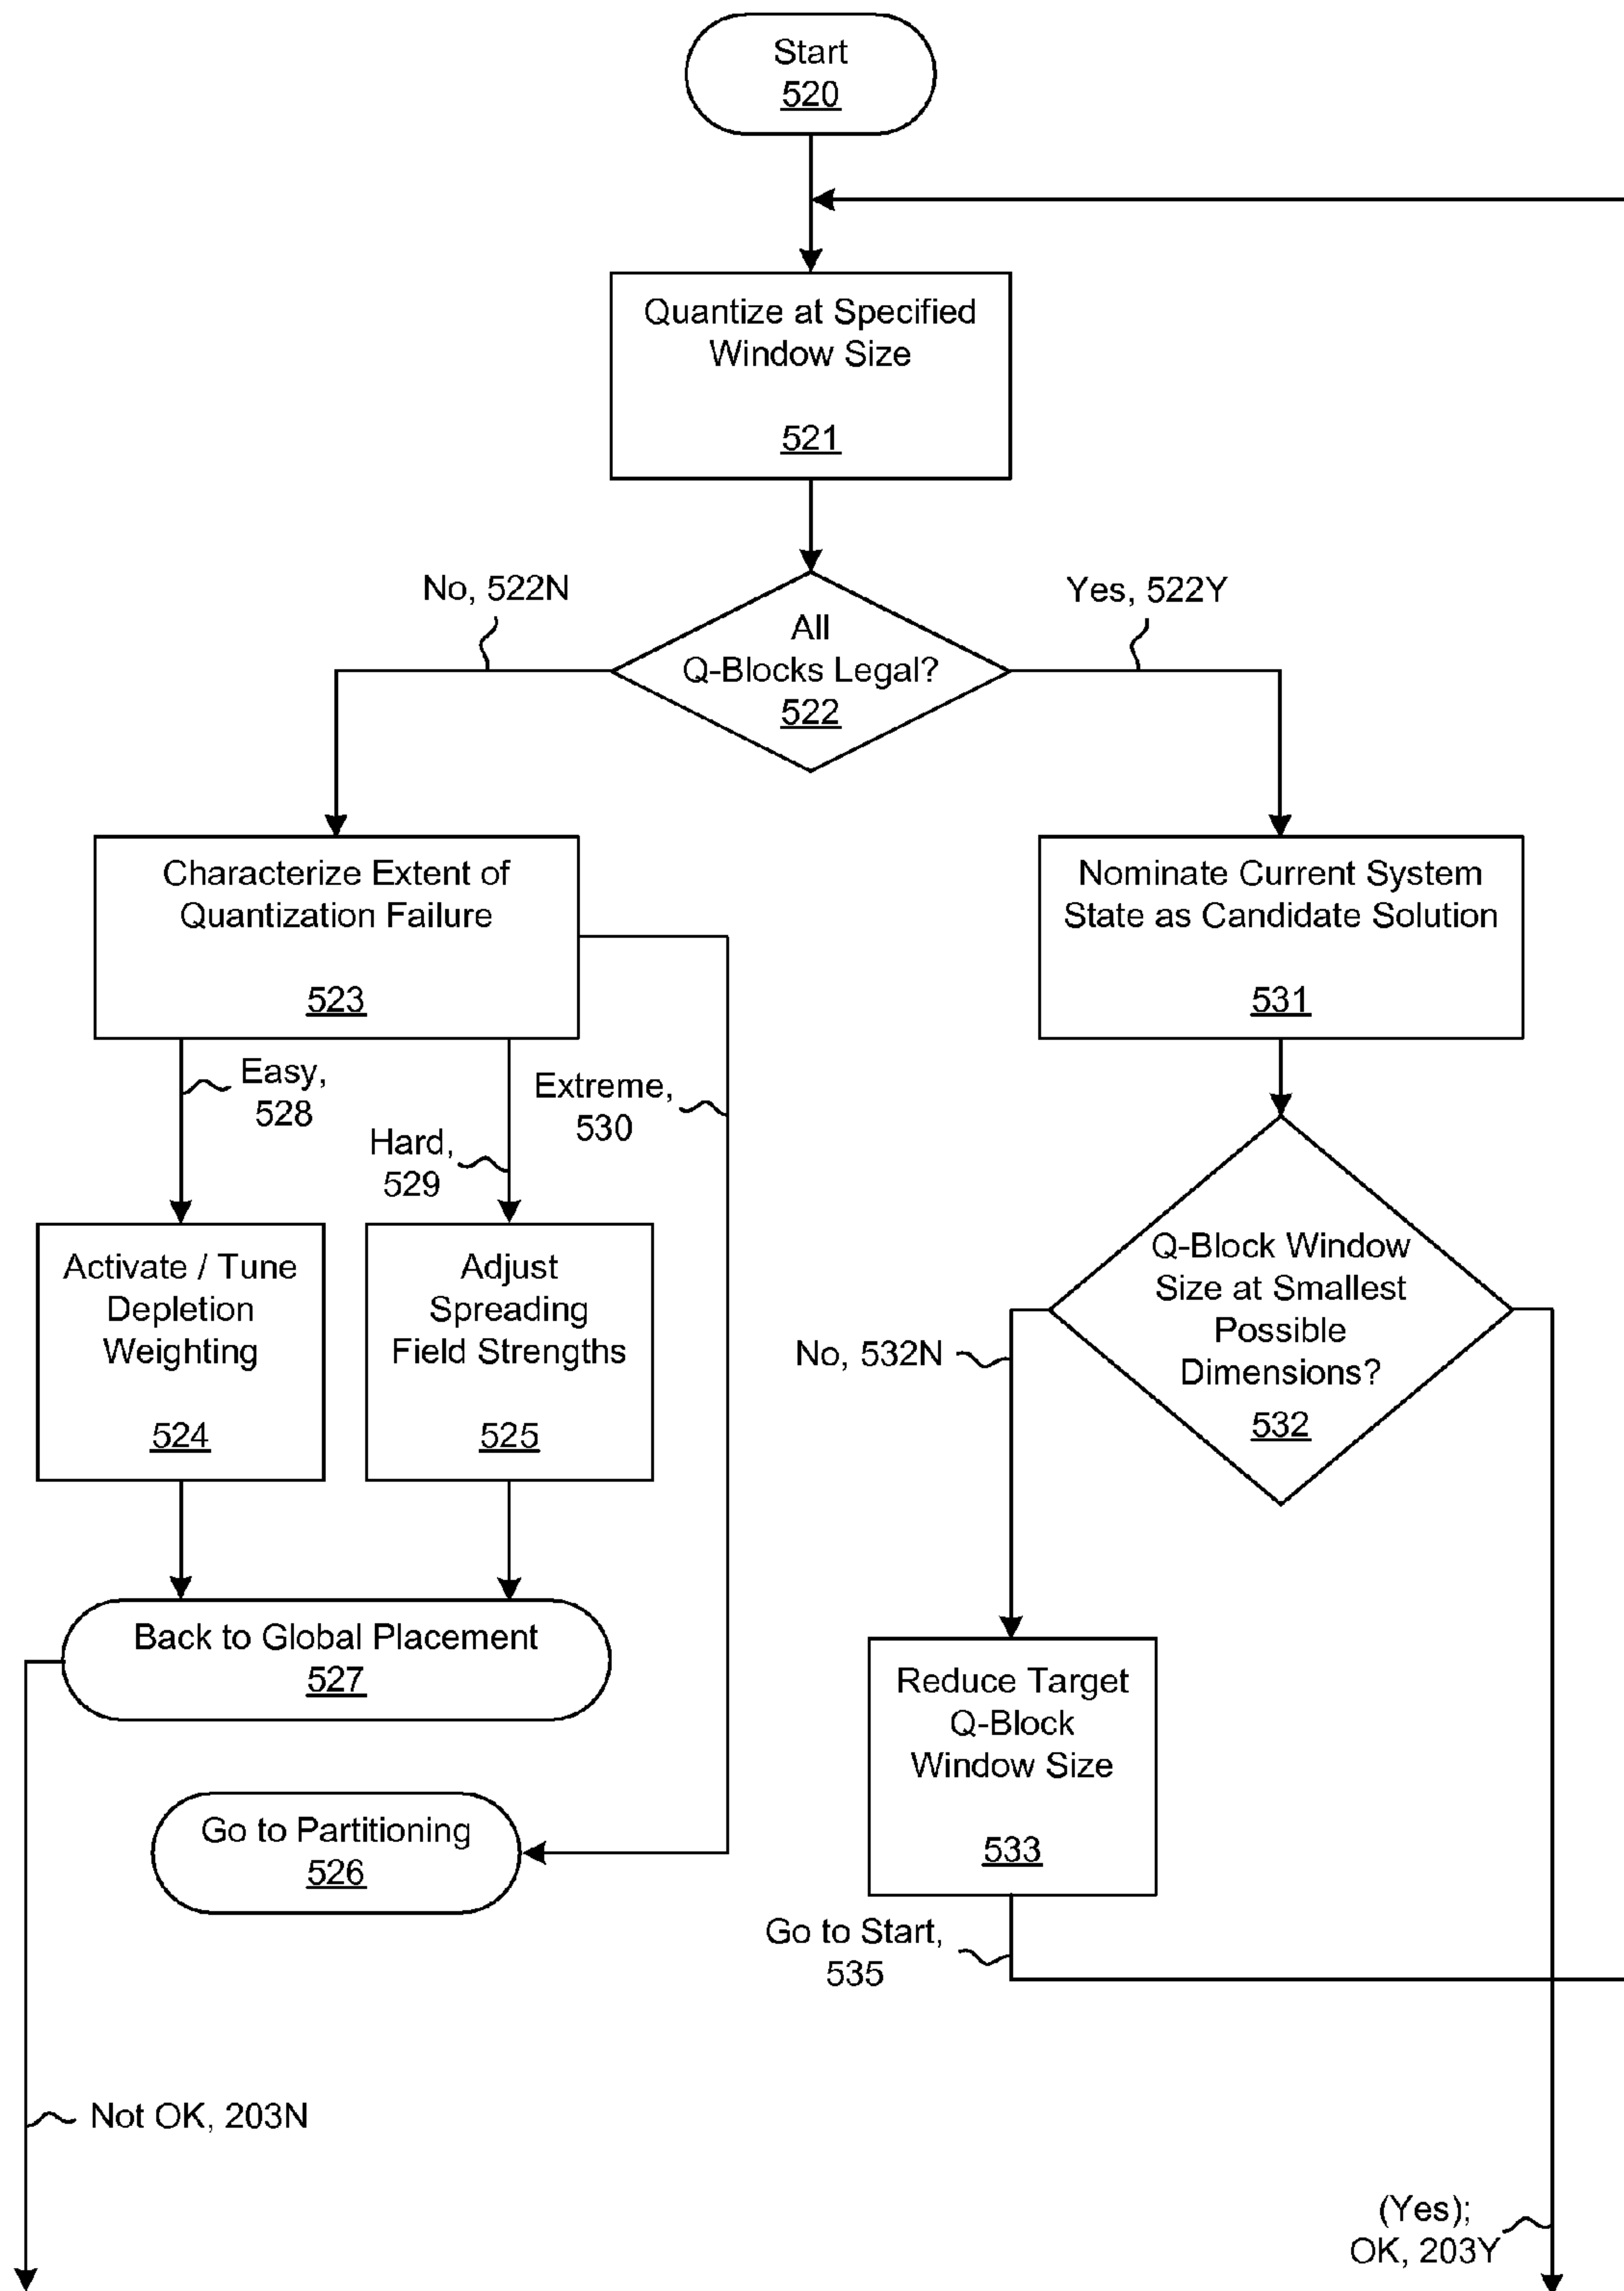 Start
520
Quantize at Specified
Window Size
521
No, 522N
Yes, 522Y
All
Q-Blocks Legal?
522
Characterize Extent of
Quantization Failure
523
Nominate Current System
State as Candidate Solution
531
Easy,
528
Hard,
529
Extreme,
530
Activate / Tune
Depletion
Weighting
524
Adjust
Spreading
Field Strengths
525
Q-Block Window
Size at Smallest
Possible
Dimensions?
532
No, 532N
Back to Global Placement
527
Reduce Target
Q-Block
Window Size
533
Go to Partitioning
526
Go to Start,
535
Not OK, 203N
(Yes);
OK, 203Y